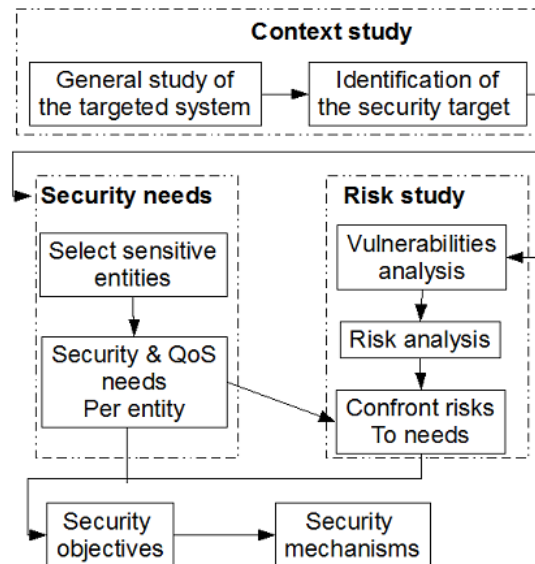 Context study
General study of
the targeted system
Identification of
the security target
Security needs
Select sensitive
entities
Security & QoS
needs
Per entity
Risk study
Vulnerabilities
analysis
Risk analysis
Confront risks
To needs
Security
objectives
Security
mechanisms